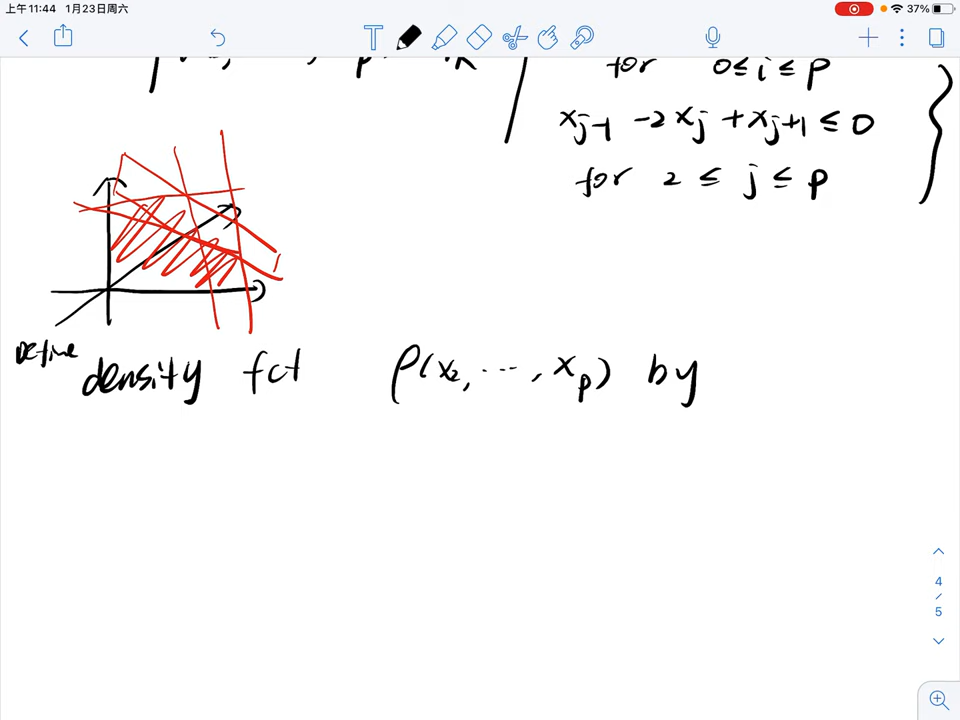 上午11:44 1月23日周六
37%
for 0≤i≤p
x_{j-1} -2x_j +x_{j+1} ≤ 0
for 2 ≤ j ≤ p
Define
density fct ρ(x₂, ⋯, x_p) by
4
/
5